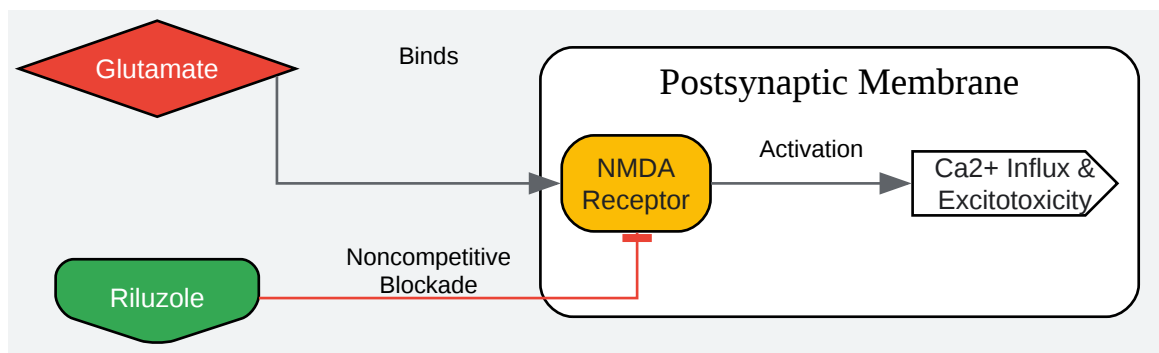 Glutamate
Binds
Postsynaptic Membrane
NMDA
Receptor
Activation
Ca2+ Influx &
Excitotoxicity
Noncompetitive
Blockade
Riluzole